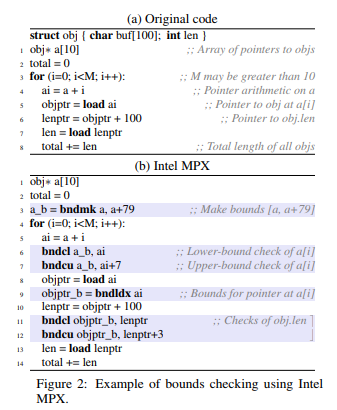 (a) Original code
struct obj { char buf[100]; int len }
1 obj* a[10] ;; Array of pointers to objs
2 total = 0
3 for (i=0; i<M; i++): ;; M may be greater than 10
4 ai = a + i ;; Pointer arithmetic on a
5 objptr = load ai ;; Pointer to obj at a[i]
6 lenptr = objptr + 100 ;; Pointer to obj.len
7 len = load lenptr
8 total += len ;; Total length of all objs
(b) Intel MPX
1 obj* a[10]
2 total = 0
3 a_b = bndmk a, a+79 ;; Make bounds [a, a+79]
4 for (i=0; i<M; i++):
5 ai = a + i
6 bndcl a_b, ai ;; Lower-bound check of a[i]
7 bndcu a_b, ai+7 ;; Upper-bound check of a[i]
8 objptr = load ai
9 objptr_b = bndldx ai ;; Bounds for pointer at a[i]
10 lenptr = objptr + 100
11 bndcl objptr_b, lenptr ;; Checks of obj.len ]
12 bndcu objptr_b, lenptr+3 ]
13 len = load lenptr
14 total += len
Figure 2: Example of bounds checking using Intel
MPX.